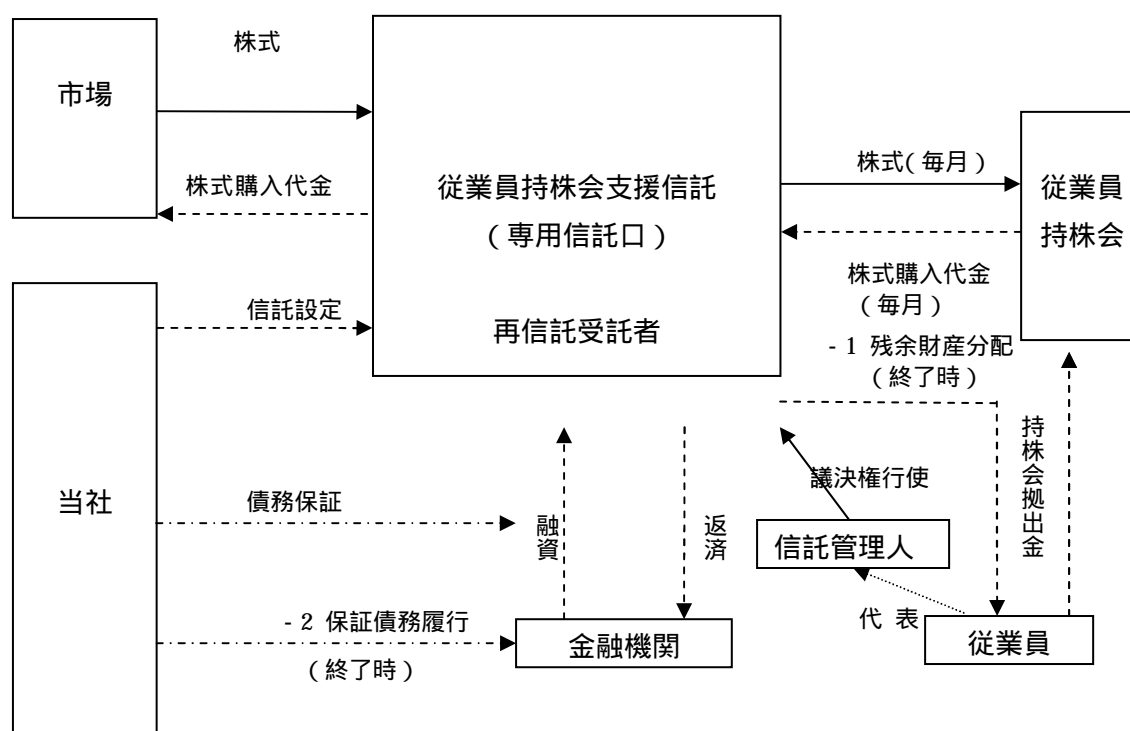 株式
市場
株式購入代金
従業員持株会支援信託
（専用信託口）
再信託受託者
株式（毎月）
従業員
持株会
株式購入代金
（毎月）
信託設定
- 1 残余財産分配
（終了時）
当社
債務保証
融資
返済
議決権行使
信託管理人
持株会拠出金
- 2 保証債務履行
（終了時）
金融機関
代 表
従業員